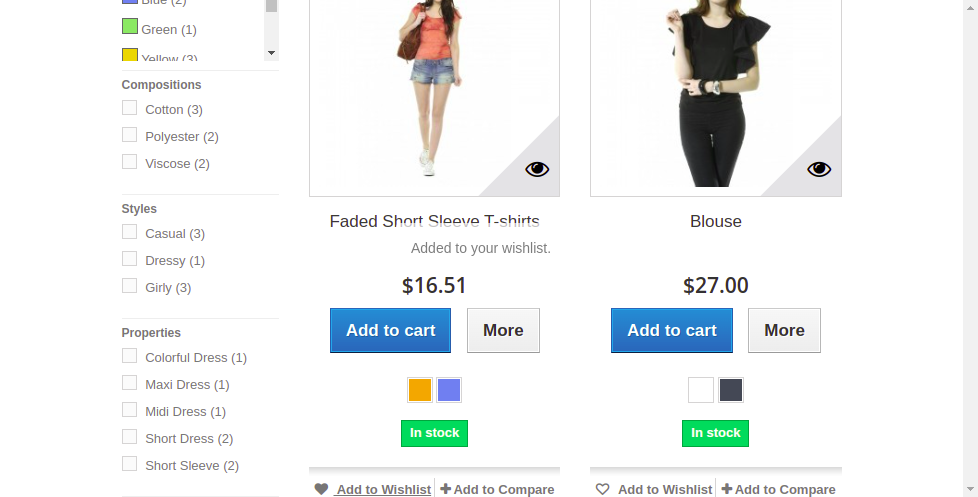 Blue (2)
Green (1)
Yellow (3)
Compositions
Cotton (3)
Polyester (2)
Viscose (2)
Styles
Casual (3)
Dressy (1)
Girly (3)
Properties
Colorful Dress (1)
Maxi Dress (1)
Midi Dress (1)
Short Dress (2)
Short Sleeve (2)
Faded Short Sleeve T-shirts
Added to your wishlist.
$16.51
Add to cart
More
In stock
Add to Wishlist
Add to Compare
Blouse
$27.00
Add to cart
More
In stock
Add to Wishlist
Add to Compare